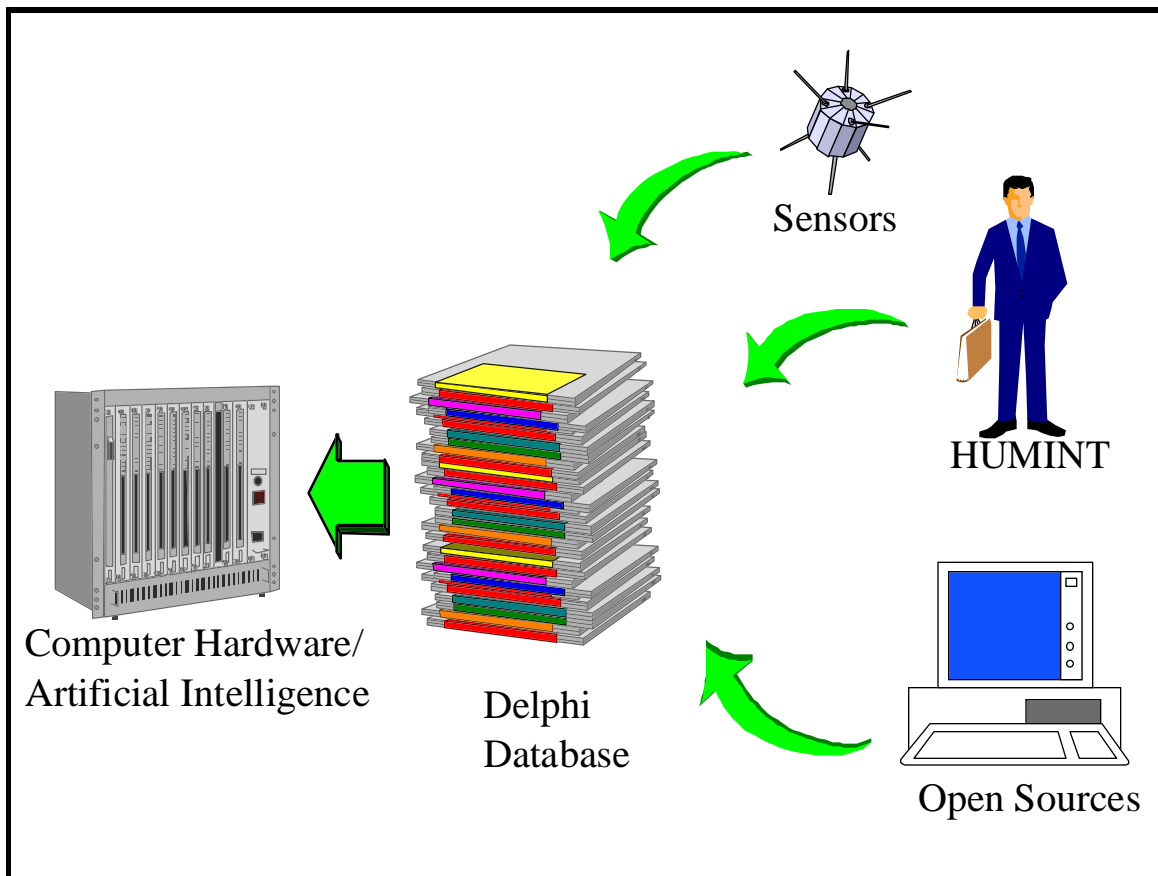 Sensors
HUMINT
Computer Hardware/
Artificial Intelligence
Delphi
Database
Open Sources